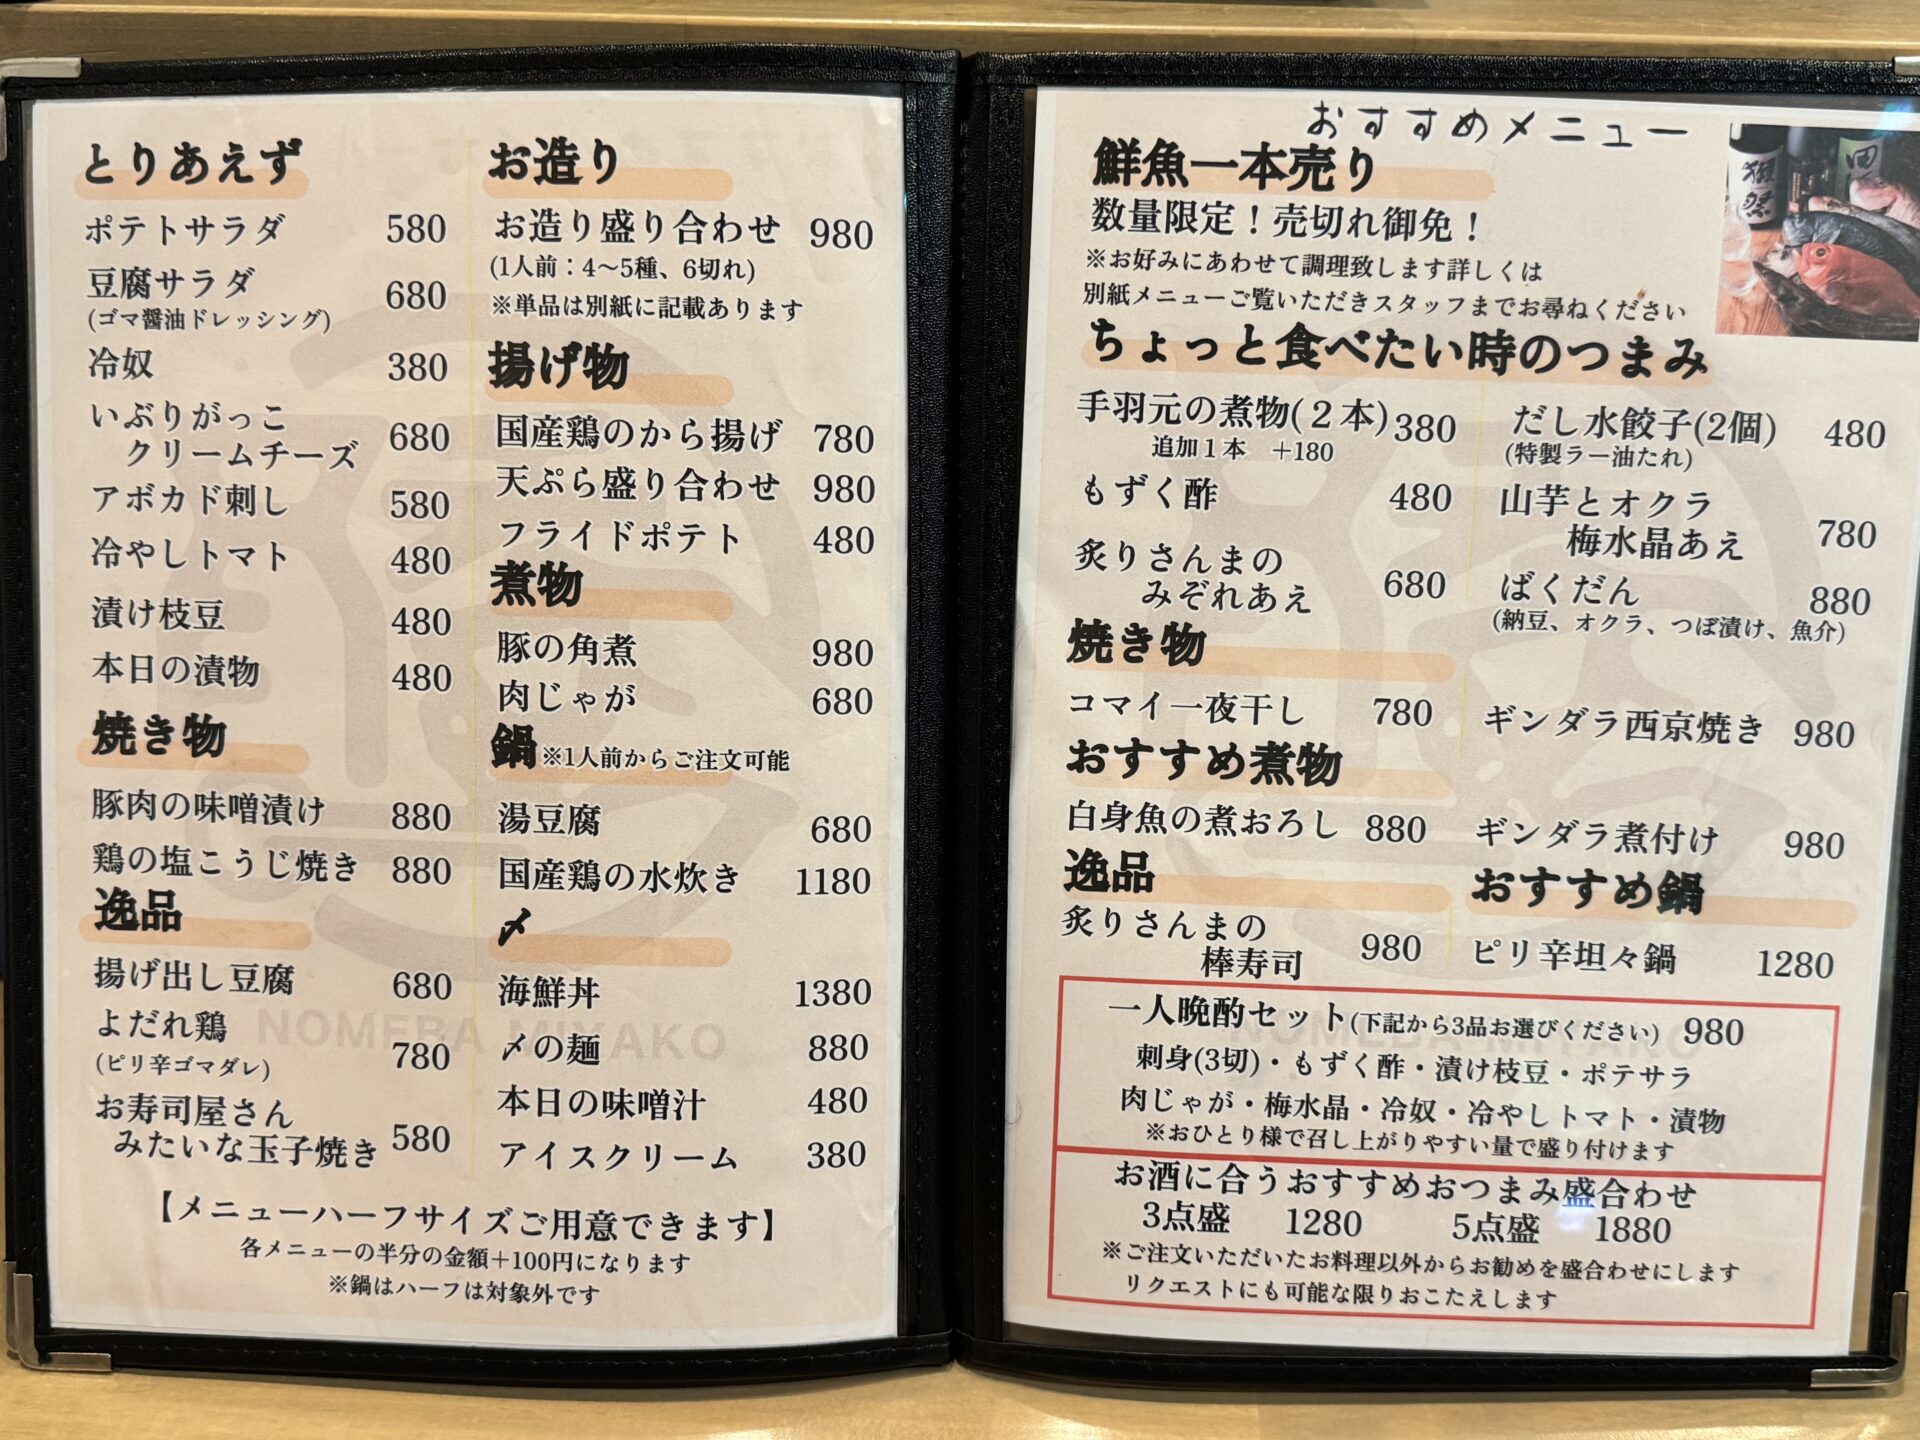 とりあえず
ポテトサラダ 580
豆腐サラダ 680
(ゴマ醤油ドレッシング)
冷奴 380
いぶりがっこ
クリームチーズ 680
アボカド刺し 580
冷やしトマト 480
漬け枝豆 480
本日の漬物 480
焼き物
豚肉の味噌漬け 880
鶏の塩こうじ焼き 880
逸品
揚げ出し豆腐 680
よだれ鶏 780
(ピリ辛ゴマダレ)
お寿司屋さん
みたいな玉子焼き 580
お造り
お造り盛り合わせ 980
(1人前：4〜5種、6切れ)
※単品は別紙に記載あります
揚げ物
国産鶏のから揚げ 780
天ぷら盛り合わせ 980
フライドポテト 480
煮物
豚の角煮 980
肉じゃが 680
鍋 ※1人前からご注文可能
湯豆腐 680
国産鶏の水炊き 1180
〆
海鮮丼 1380
〆の麺 880
本日の味噌汁 480
アイスクリーム 380
NOMEBA MIYAKO
【メニューハーフサイズご用意できます】
各メニューの半分の金額＋100円になります
※鍋はハーフは対象外です
おすすめメニュー
鮮魚一本売り
数量限定！売切れ御免！
※お好みにあわせて調理致します詳しくは
別紙メニューご覧いただきスタッフまでお尋ねください
獺祭
ちょっと食べたい時のつまみ
手羽元の煮物(２本) 380
追加１本 +180
もずく酢 480
炙りさんまの
みぞれあえ 680
だし水餃子(2個) 480
(特製ラー油たれ)
山芋とオクラ
梅水晶あえ 780
ばくだん 880
(納豆、オクラ、つぼ漬け、魚介)
焼き物
コマイ一夜干し 780
ギンダラ西京焼き 980
おすすめ煮物
白身魚の煮おろし 880
ギンダラ煮付け 980
逸品
炙りさんまの
棒寿司 980
おすすめ鍋
ピリ辛坦々鍋 1280
一人晩酌セット(下記から3品お選びください) 980
刺身(3切)・もずく酢・漬け枝豆・ポテサラ
肉じゃが・梅水晶・冷奴・冷やしトマト・漬物
※おひとり様で召し上がりやすい量で盛り付けます
NOMEBA MIYAKO
お酒に合うおすすめおつまみ盛合わせ
3点盛 1280 5点盛 1880
※ご注文いただいたお料理以外からお勧めを盛合わせにします
リクエストにも可能な限りおこたえします